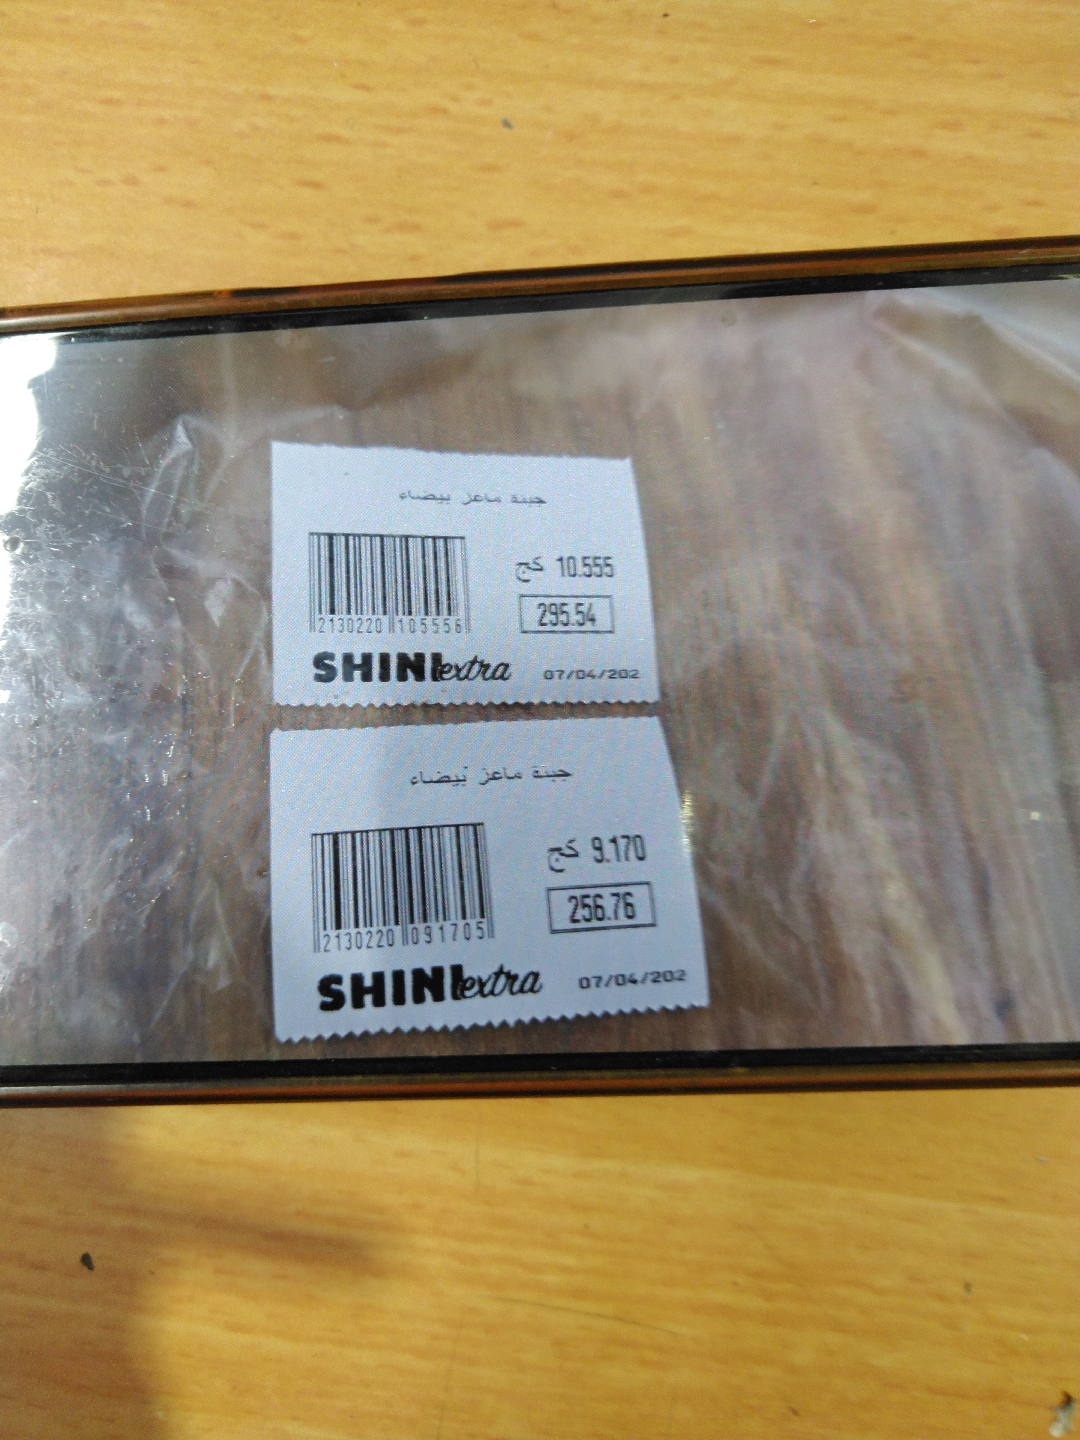 جبنة ماعز بيضاء
10.555 كج
295.54
2130220 105556
SHINI extra
07/04/202
جبنة ماعز بيضاء
9.170 كج
256.76
2130220 091705
SHINI extra
07/04/202